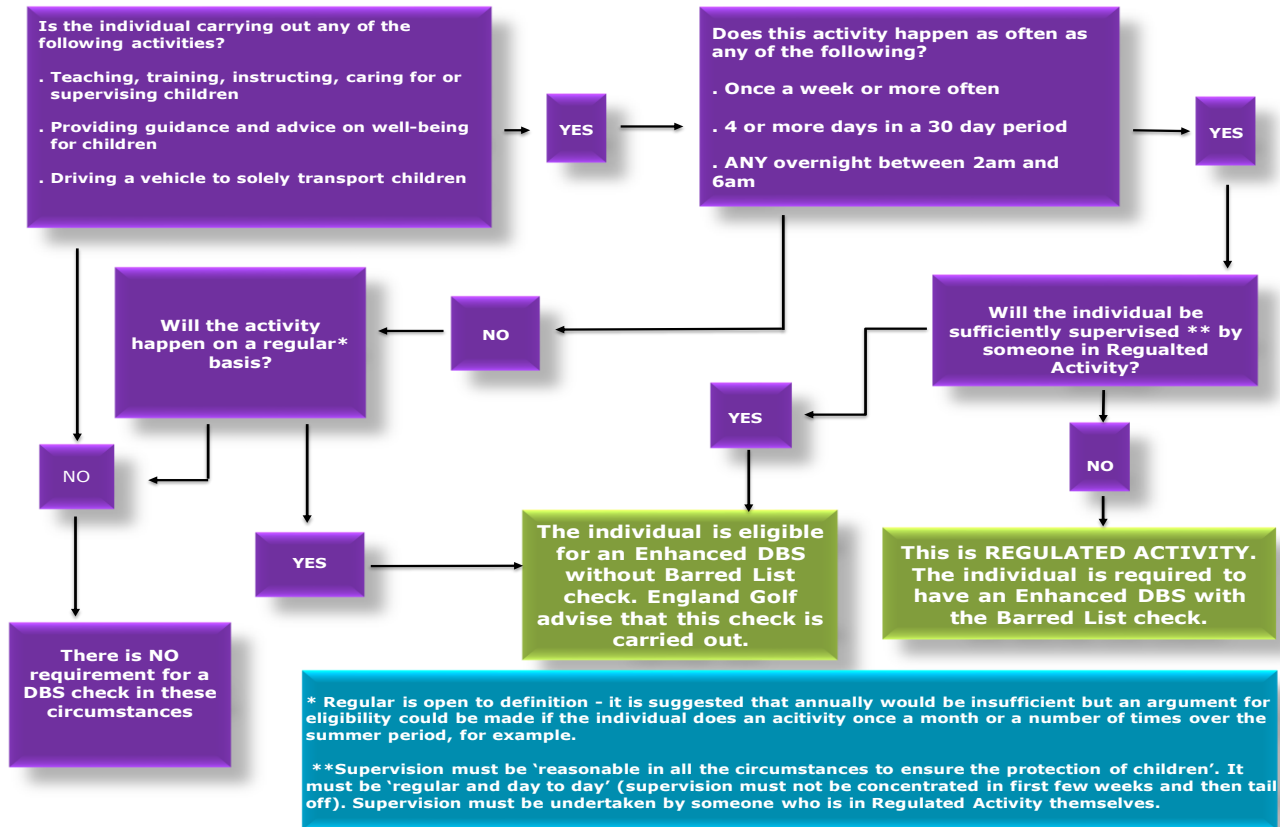 Is the individual carrying out any of the
following activities?
. Teaching, training, instructing, caring for or
supervising children
. Providing guidance and advice on well-being
for children
. Driving a vehicle to solely transport children
YES
Does this activity happen as often as
any of the following?
. Once a week or more often
. 4 or more days in a 30 day period
. ANY overnight between 2am and
6am
YES
Will the activity
happen on a regular*
basis?
NO
Will the individual be
sufficiently supervised ** by
someone in Regualted
Activity?
YES
NO
NO
YES
The individual is eligible
for an Enhanced DBS
without Barred List
check. England Golf
advise that this check is
carried out.
This is REGULATED ACTIVITY.
The individual is required to
have an Enhanced DBS with
the Barred List check.
There is NO
requirement for a
DBS check in these
circumstances
* Regular is open to definition - it is suggested that annually would be insufficient but an argument for
eligibility could be made if the individual does an acitivity once a month or a number of times over the
summer period, for example.
**Supervision must be ‘reasonable in all the circumstances to ensure the protection of children’. It
must be ‘regular and day to day’ (supervision must not be concentrated in first few weeks and then tail
off). Supervision must be undertaken by someone who is in Regulated Activity themselves.